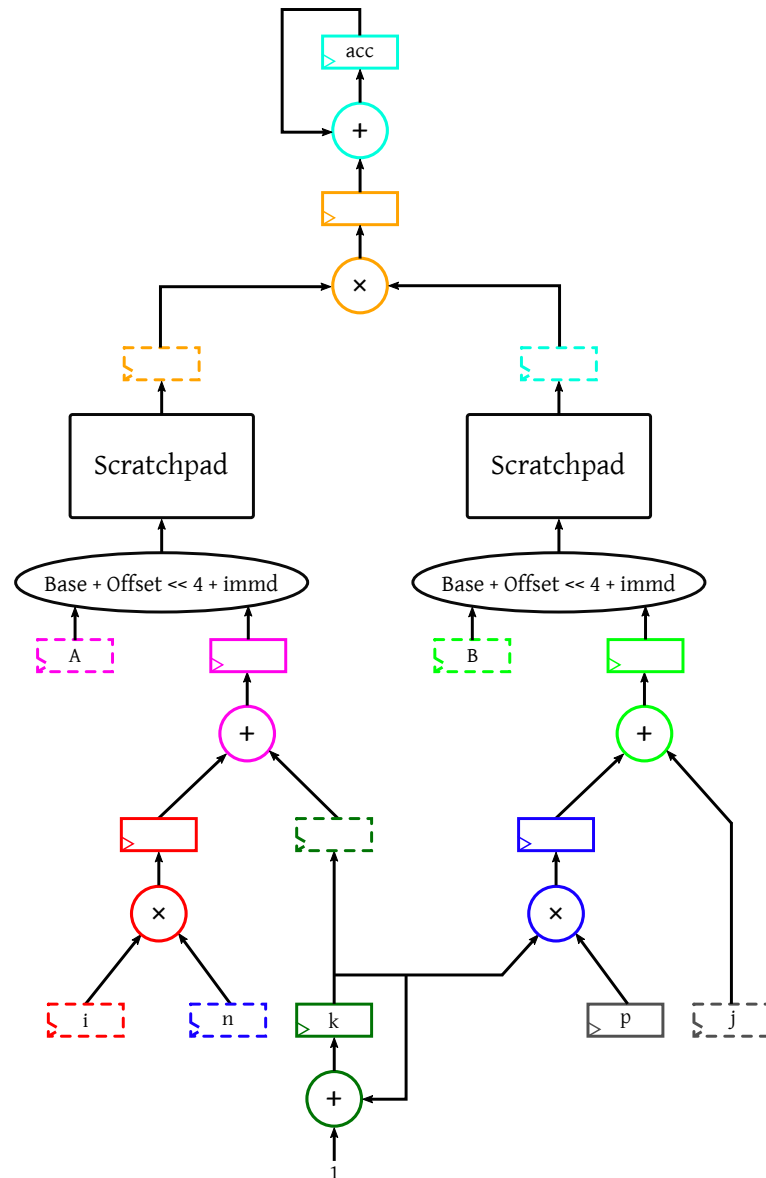 acc
+
×
Scratchpad
Scratchpad
Base + Offset << 4 + immd
Base + Offset << 4 + immd
A
B
+
+
×
×
i
n
k
p
j
+
1